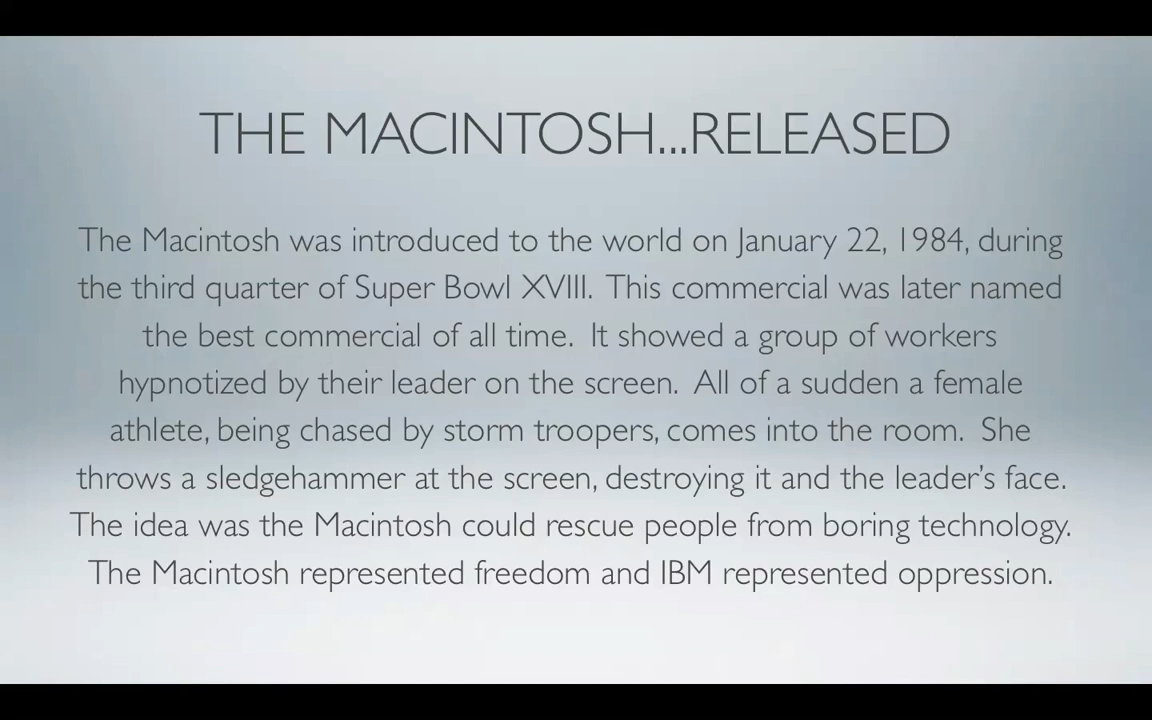 THE MACINTOSH...RELEASED
The Macintosh was introduced to the world on January 22, 1984, during
the third quarter of Super Bowl XVIII.  This commercial was later named
the best commercial of all time.  It showed a group of workers
hypnotized by their leader on the screen.  All of a sudden a female
athlete, being chased by storm troopers, comes into the room.  She
throws a sledgehammer at the screen, destroying it and the leader’s face.
The idea was the Macintosh could rescue people from boring technology.
The Macintosh represented freedom and IBM represented oppression.